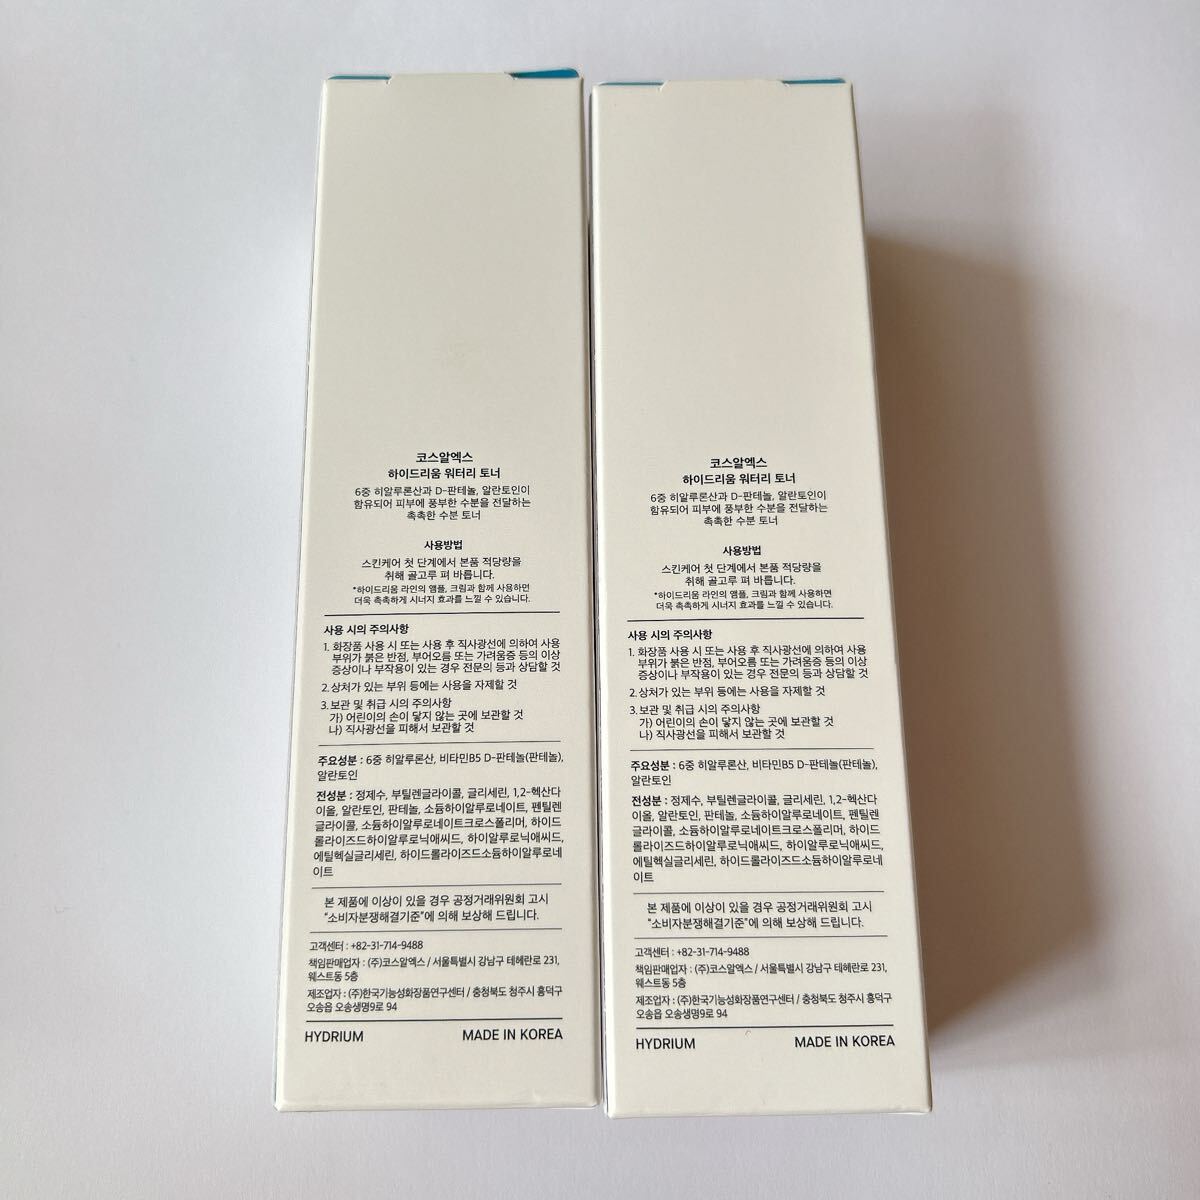 코스알엑스
하이드리움 워터리 토너
6중 히알루론산과 D-판테놀, 알란토인이
함유되어 피부에 풍부한 수분을 전달하는
촉촉한 수분 토너
사용방법
스킨케어 첫 단계에서 본품 적당량을
취해 골고루 펴 바릅니다.
*하이드리움 라인의 앰플, 크림과 함께 사용하면
더욱 촉촉하게 시너지 효과를 느낄 수 있습니다.
사용 시의 주의사항
1. 화장품 사용 시 또는 사용 후 직사광선에 의하여 사용
부위가 붉은 반점, 부어오름 또는 가려움증 등의 이상
증상이나 부작용이 있는 경우 전문의 등과 상담할 것
2. 상처가 있는 부위 등에는 사용을 자제할 것
3. 보관 및 취급 시의 주의사항
가) 어린이의 손이 닿지 않는 곳에 보관할 것
나) 직사광선을 피해서 보관할 것
주요성분 : 6중 히알루론산, 비타민B5 D-판테놀(판테놀),
알란토인
전성분 : 정제수, 부틸렌글라이콜, 글리세린, 1,2-헥산다
이올, 알란토인, 판테놀, 소듐하이알루로네이트, 펜틸렌
글라이콜, 소듐하이알루로네이트크로스폴리머, 하이드
롤라이즈드하이알루로닉애씨드, 하이알루로닉애씨드,
에틸헥실글리세린, 하이드롤라이즈드소듐하이알루로네
이트
본 제품에 이상이 있을 경우 공정거래위원회 고시
"소비자분쟁해결기준"에 의해 보상해 드립니다.
고객센터 : +82-31-714-9488
책임판매업자 : (주)코스알엑스 / 서울특별시 강남구 테헤란로 231,
웨스트동 5층
제조업자 : (주)한국기능성화장품연구센터 / 충청북도 청주시 흥덕구
오송읍 오송생명9로 94
HYDRIUM MADE IN KOREA
코스알엑스
하이드리움 워터리 토너
6중 히알루론산과 D-판테놀, 알란토인이
함유되어 피부에 풍부한 수분을 전달하는
촉촉한 수분 토너
사용방법
스킨케어 첫 단계에서 본품 적당량을
취해 골고루 펴 바릅니다.
*하이드리움 라인의 앰플, 크림과 함께 사용하면
더욱 촉촉하게 시너지 효과를 느낄 수 있습니다.
사용 시의 주의사항
1. 화장품 사용 시 또는 사용 후 직사광선에 의하여 사용
부위가 붉은 반점, 부어오름 또는 가려움증 등의 이상
증상이나 부작용이 있는 경우 전문의 등과 상담할 것
2. 상처가 있는 부위 등에는 사용을 자제할 것
3. 보관 및 취급 시의 주의사항
가) 어린이의 손이 닿지 않는 곳에 보관할 것
나) 직사광선을 피해서 보관할 것
주요성분 : 6중 히알루론산, 비타민B5 D-판테놀(판테놀),
알란토인
전성분 : 정제수, 부틸렌글라이콜, 글리세린, 1,2-헥산다
이올, 알란토인, 판테놀, 소듐하이알루로네이트, 펜틸렌
글라이콜, 소듐하이알루로네이트크로스폴리머, 하이드
롤라이즈드하이알루로닉애씨드, 하이알루로닉애씨드,
에틸헥실글리세린, 하이드롤라이즈드소듐하이알루로네
이트
본 제품에 이상이 있을 경우 공정거래위원회 고시
"소비자분쟁해결기준"에 의해 보상해 드립니다.
고객센터 : +82-31-714-9488
책임판매업자 : (주)코스알엑스 / 서울특별시 강남구 테헤란로 231,
웨스트동 5층
제조업자 : (주)한국기능성화장품연구센터 / 충청북도 청주시 흥덕구
오송읍 오송생명9로 94
HYDRIUM MADE IN KOREA